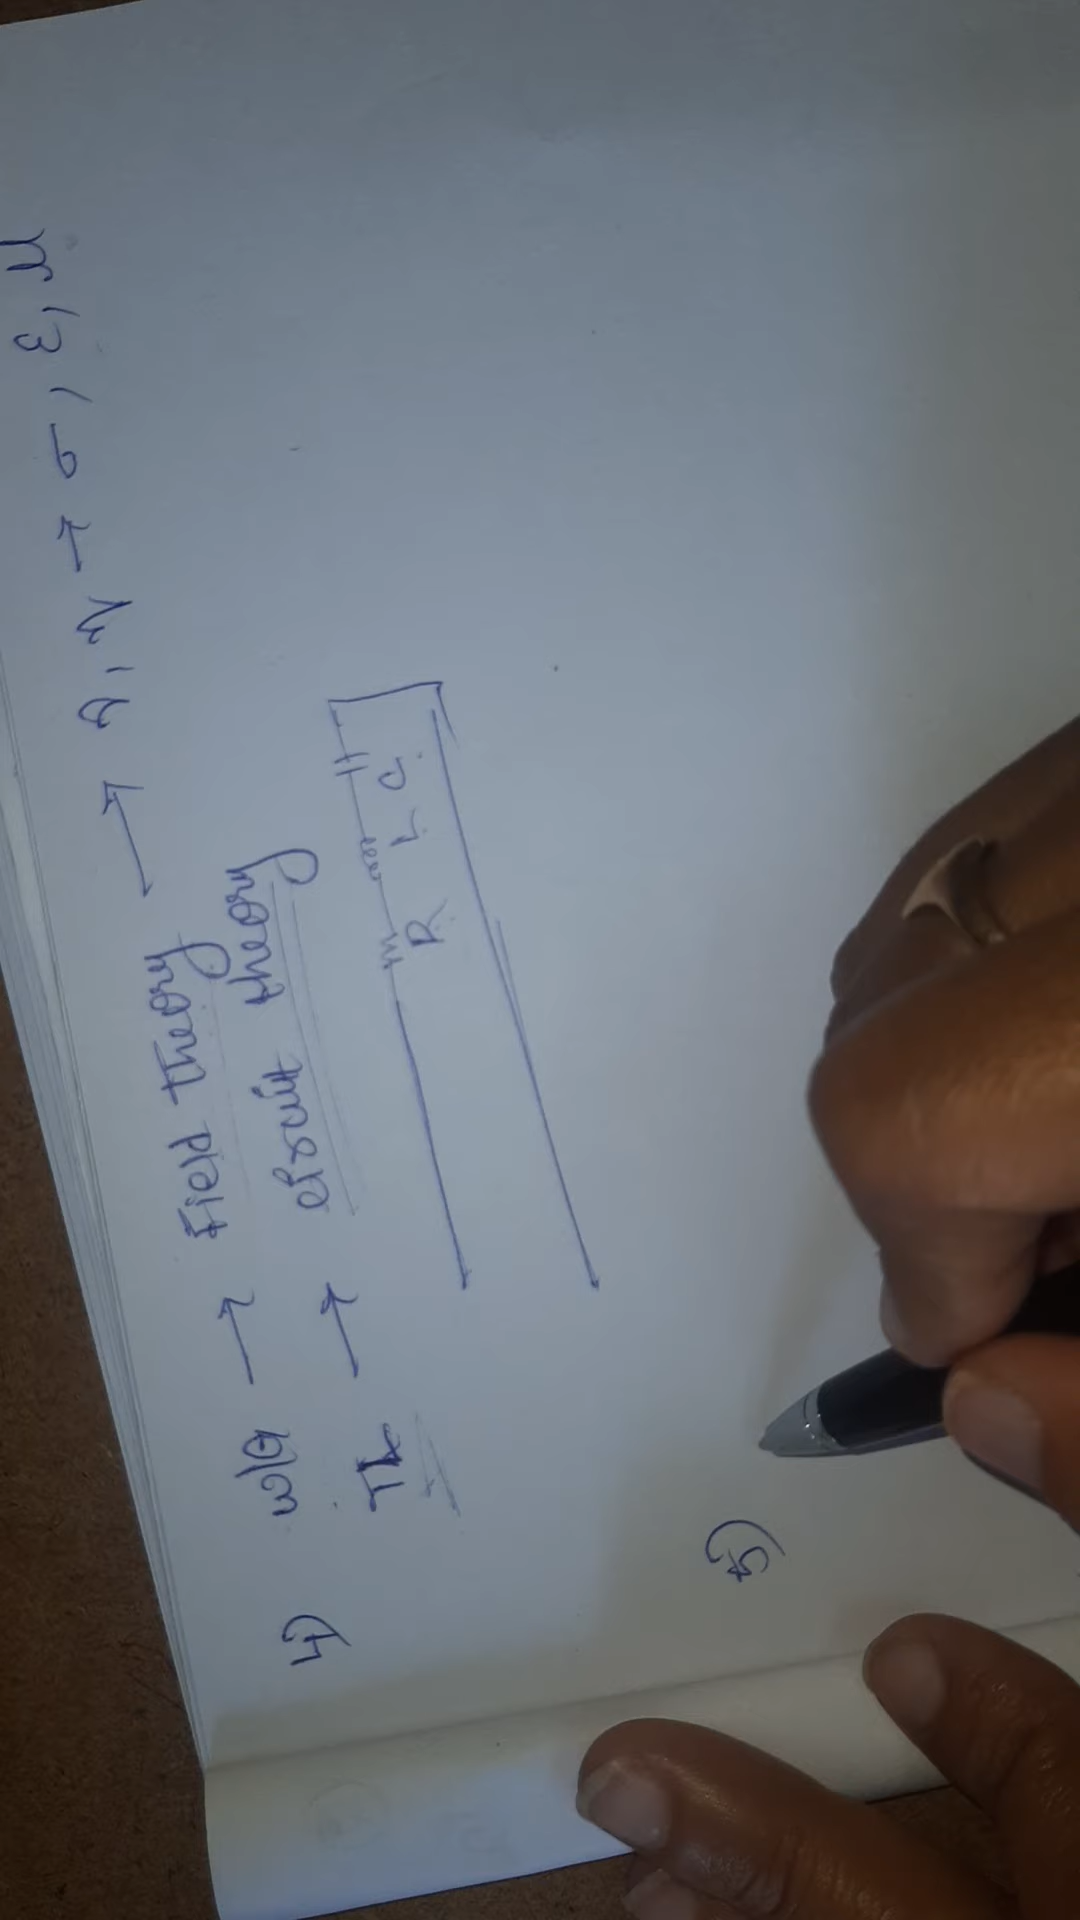 4) W/G → Field Theory → λ, η → σ, ε, μ
TL → circuit theory
R L C
5)